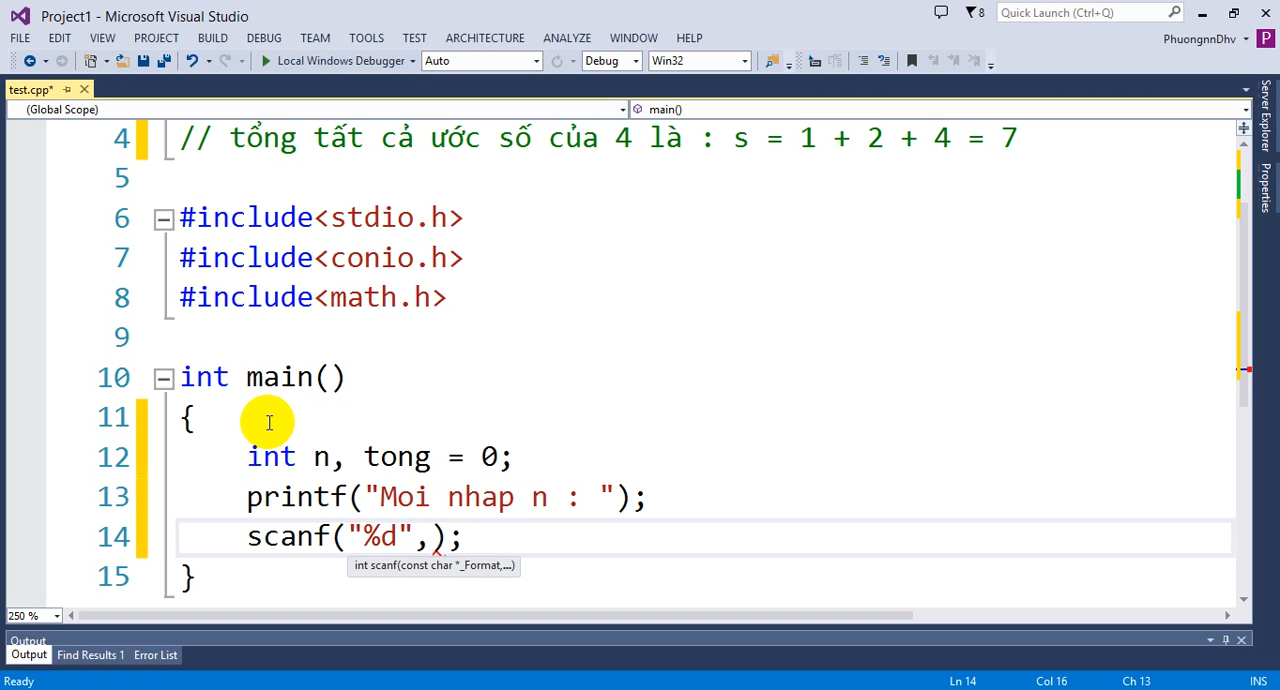 Project1 - Microsoft Visual Studio
8
Quick Launch (Ctrl+Q)
FILE EDIT VIEW PROJECT BUILD DEBUG TEAM TOOLS TEST ARCHITECTURE ANALYZE WINDOW HELP
PhuongnnDhv P
Local Windows Debugger Auto Debug Win32
test.cpp*
(Global Scope) main()
4 // tổng tất cả ước số của 4 là : s = 1 + 2 + 4 = 7
5
6 #include<stdio.h>
7 #include<conio.h>
8 #include<math.h>
9
10 int main()
11 {
12 int n, tong = 0;
13 printf("Moi nhap n : ");
14 scanf("%d",);
int scanf(const char *_Format,...)
15 }
250 %
Output
Output Find Results 1 Error List
Ready Ln 14 Col 16 Ch 13 INS
Server Explorer
Properties